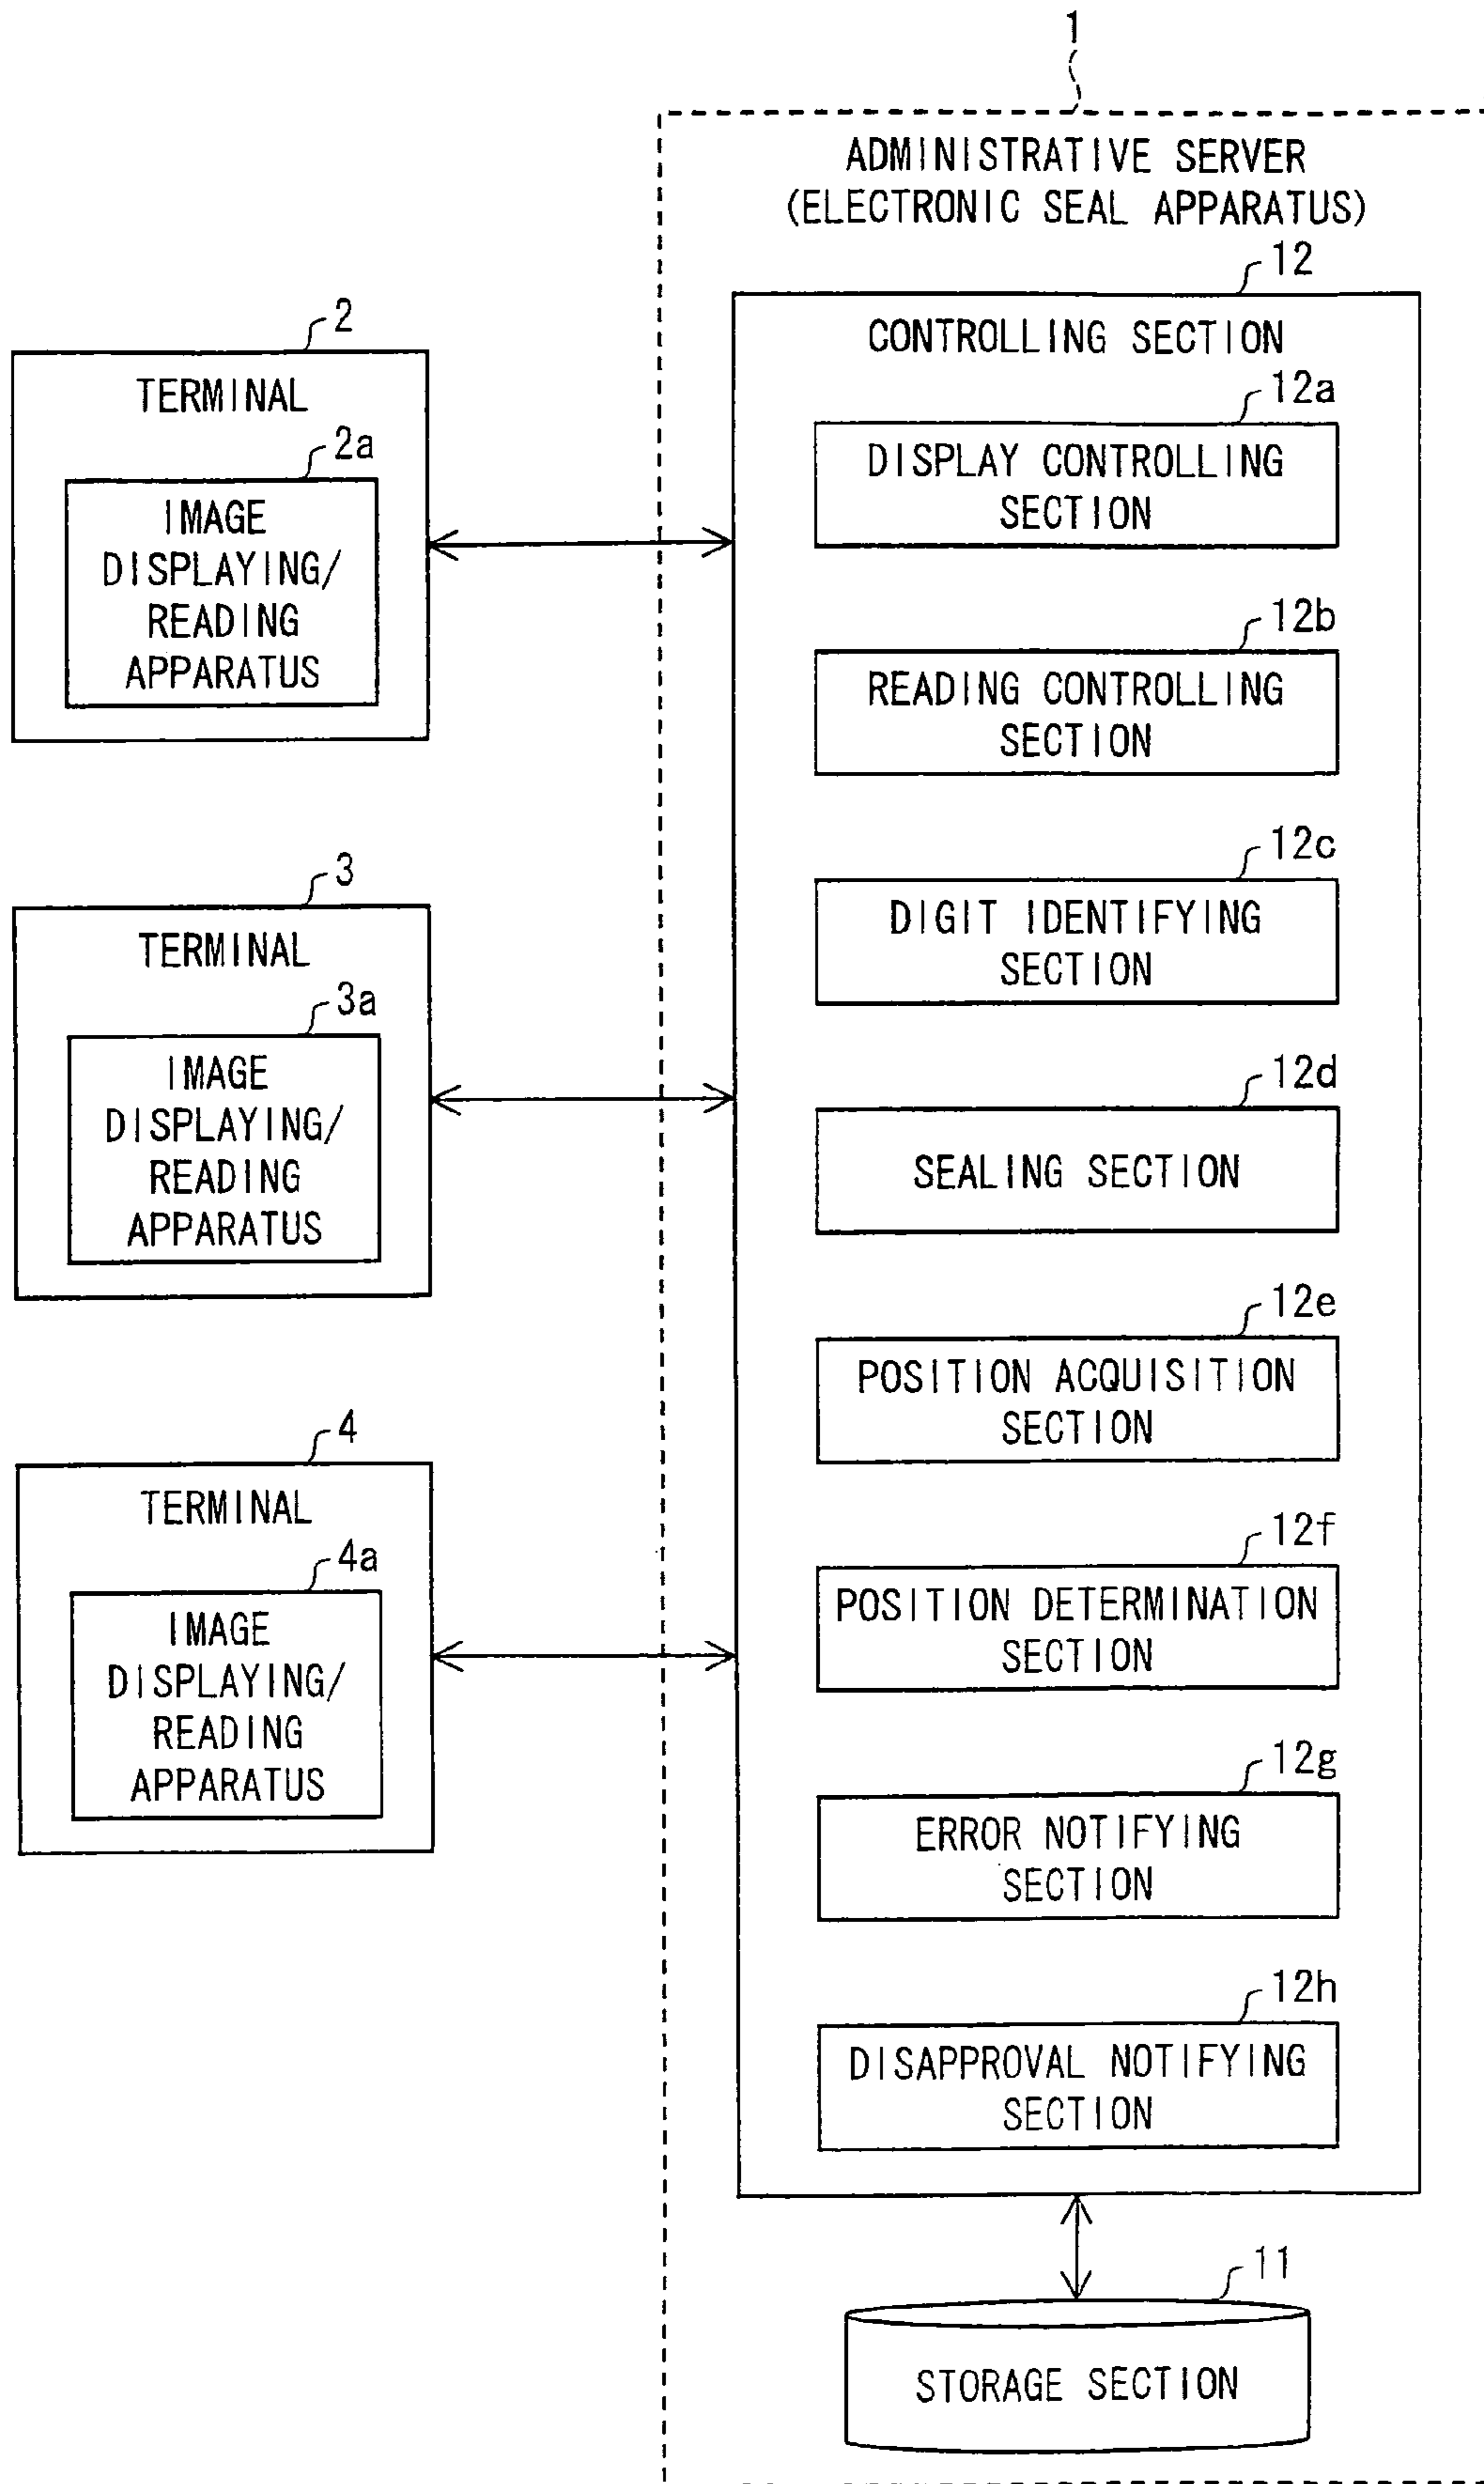 1
ADMINISTRATIVE SERVER
(ELECTRONIC SEAL APPARATUS)
12
CONTROLLING SECTION
12a
DISPLAY CONTROLLING
SECTION
12b
READING CONTROLLING
SECTION
12c
DIGIT IDENTIFYING
SECTION
12d
SEALING SECTION
12e
POSITION ACQUISITION
SECTION
12f
POSITION DETERMINATION
SECTION
12g
ERROR NOTIFYING
SECTION
12h
DISAPPROVAL NOTIFYING
SECTION
11
STORAGE SECTION
2
TERMINAL
2a
IMAGE
DISPLAYING/
READING
APPARATUS
3
TERMINAL
3a
IMAGE
DISPLAYING/
READING
APPARATUS
4
TERMINAL
4a
IMAGE
DISPLAYING/
READING
APPARATUS